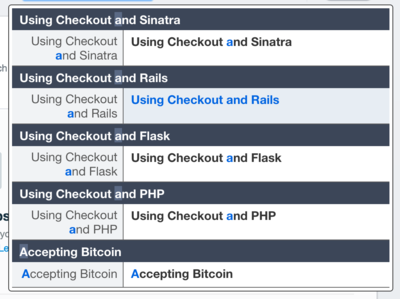 Using Checkout and Sinatra
Using Checkout
and Sinatra
Using Checkout and Sinatra
Using Checkout and Rails
Using Checkout
and Rails
Using Checkout and Rails
Using Checkout and Flask
Using Checkout
and Flask
Using Checkout and Flask
Using Checkout and PHP
Using Checkout
and PHP
Using Checkout and PHP
Accepting Bitcoin
Accepting Bitcoin
Accepting Bitcoin